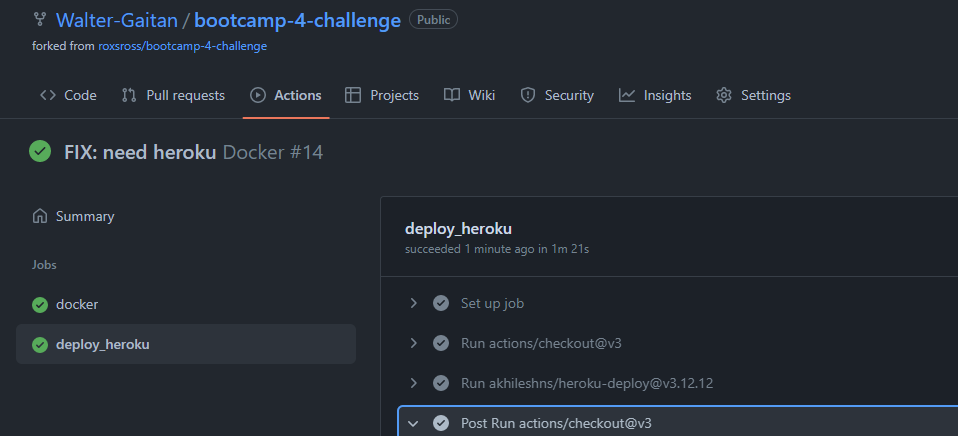 Walter-Gaitan / bootcamp-4-challenge Public
forked from roxsross/bootcamp-4-challenge
Code Pull requests Actions Projects Wiki Security Insights Settings
FIX: need heroku Docker #14
Summary
Jobs
docker
deploy_heroku
deploy_heroku
succeeded 1 minute ago in 1m 21s
Set up job
Run actions/checkout@v3
Run akhileshns/heroku-deploy@v3.12.12
Post Run actions/checkout@v3